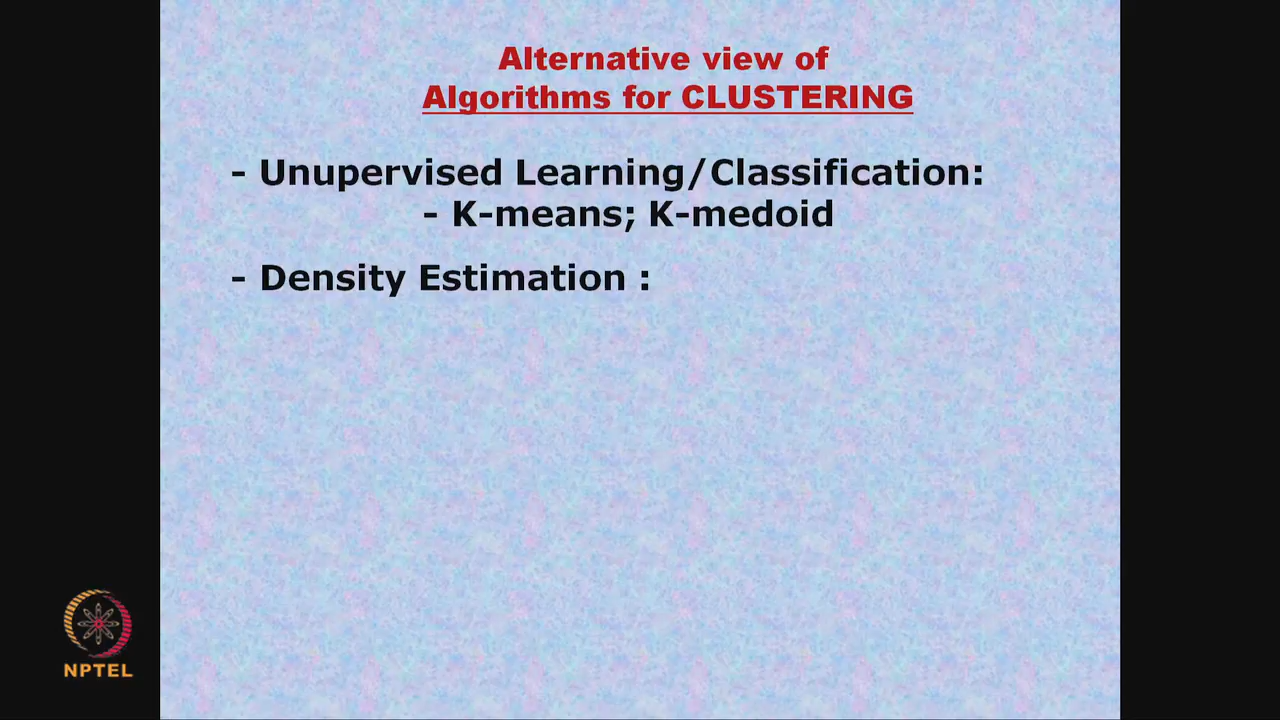 Alternative view of
Algorithms for CLUSTERING
- Unupervised Learning/Classification:
- K-means; K-medoid
- Density Estimation :
NPTEL